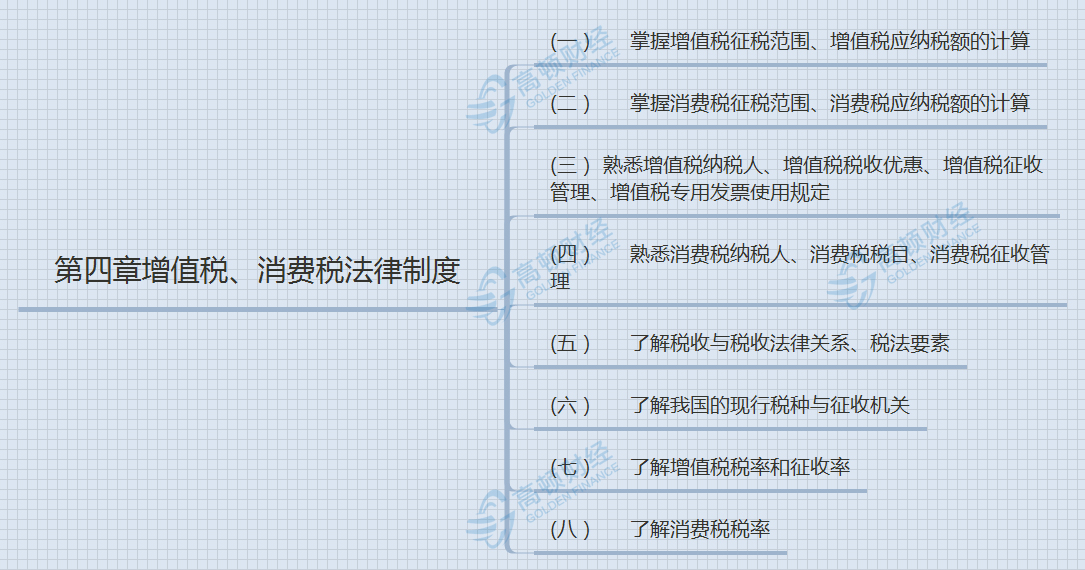 (一 ) 掌握增值税征税范围、增值税应纳税额的计算
(二 ) 掌握消费税征税范围、消费税应纳税额的计算
(三 ) 熟悉增值税纳税人、增值税税收优惠、增值税征收
管理、增值税专用发票使用规定
第四章增值税、消费税法律制度
(四 ) 熟悉消费税纳税人、消费税税目、消费税征收管
理
(五 ) 了解税收与税收法律关系、税法要素
(六 ) 了解我国的现行税种与征收机关
(七 ) 了解增值税税率和征收率
(八 ) 了解消费税税率
高顿财经
GOLDEN FINANCE
高顿财经
GOLDEN FINANCE
高顿财经
GOLDEN FINANCE
高顿财经
GOLDEN FINANCE